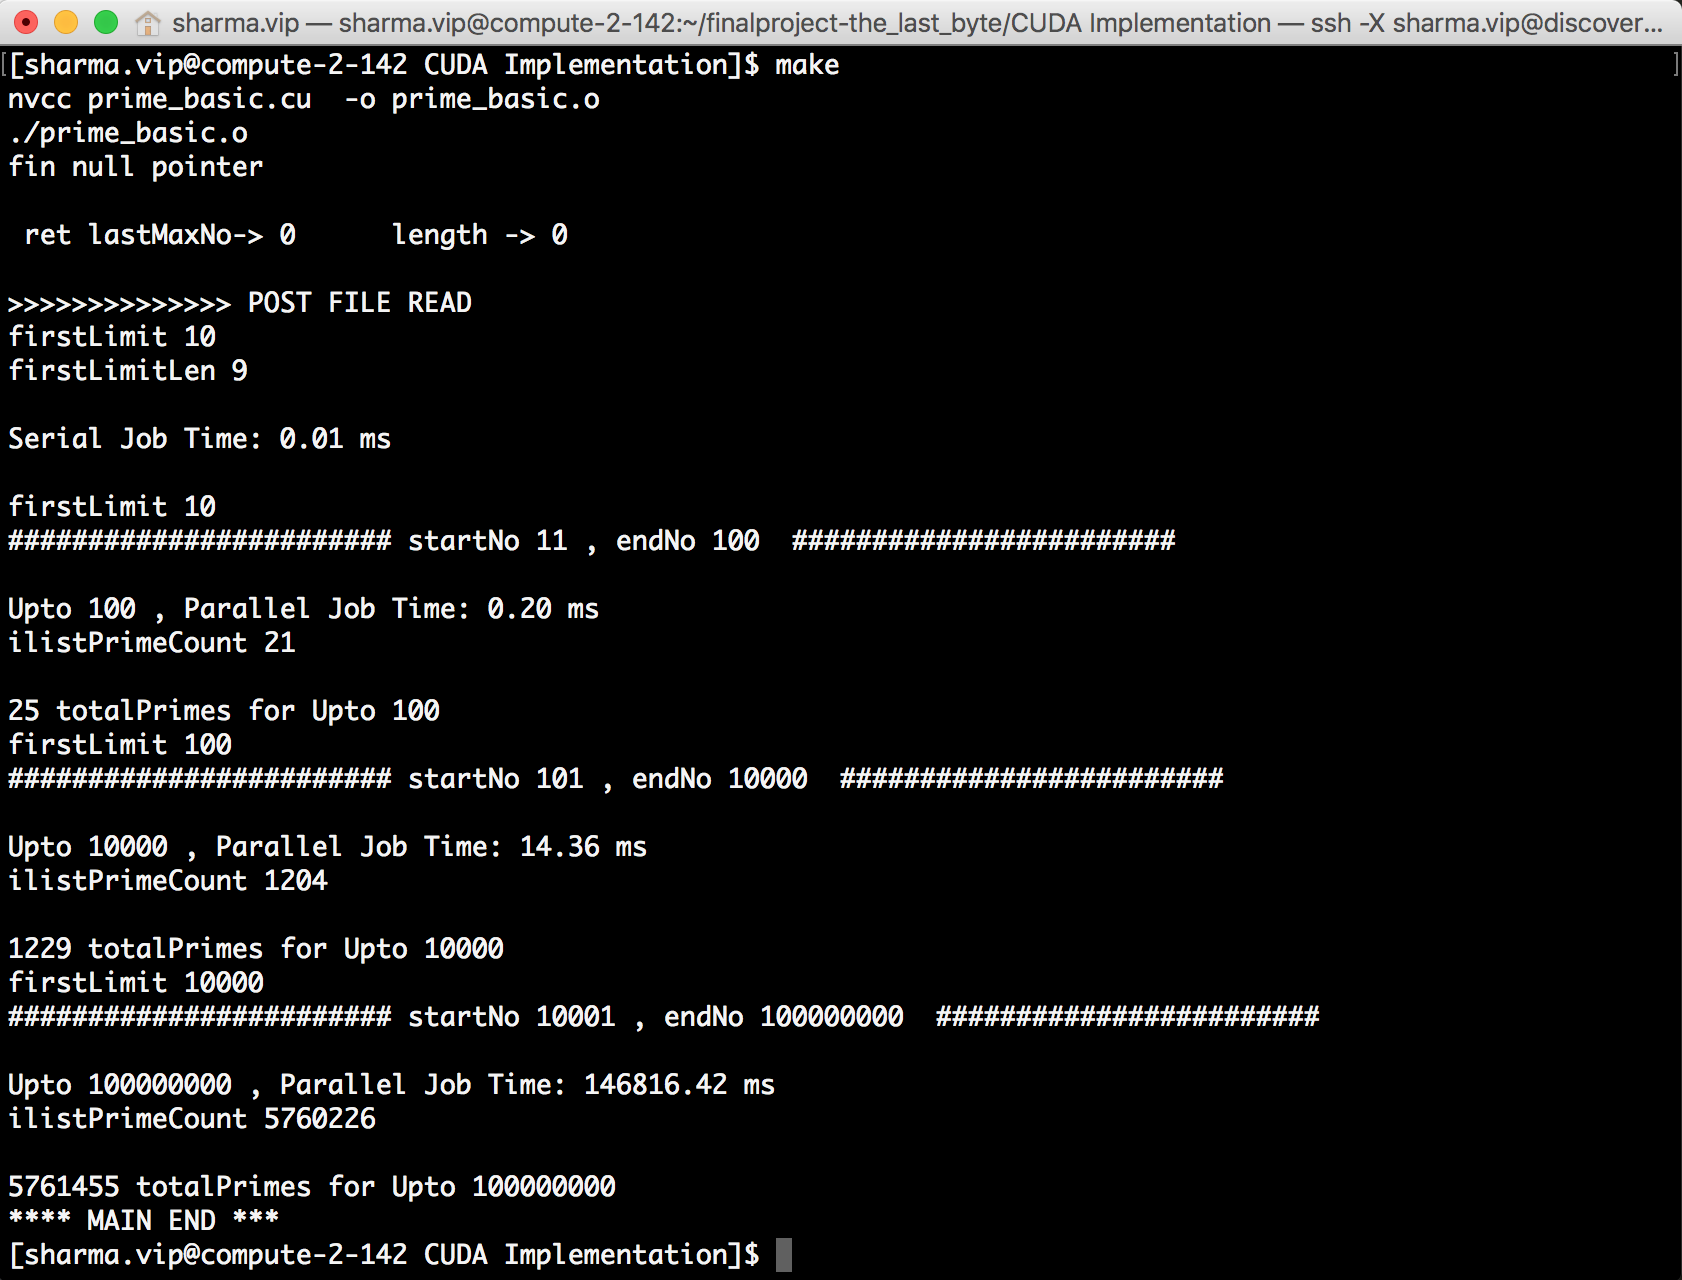 sharma.vip — sharma.vip@compute-2-142:~/finalproject-the_last_byte/CUDA Implementation — ssh -X sharma.vip@discover...
[[sharma.vip@compute-2-142 CUDA Implementation]$ make ]
nvcc prime_basic.cu  -o prime_basic.o
./prime_basic.o
fin null pointer
 ret lastMaxNo-> 0      length -> 0
>>>>>>>>>>>>>> POST FILE READ
firstLimit 10
firstLimitLen 9
Serial Job Time: 0.01 ms
firstLimit 10
######################## startNo 11 , endNo 100  ########################
Upto 100 , Parallel Job Time: 0.20 ms
ilistPrimeCount 21
25 totalPrimes for Upto 100
firstLimit 100
######################## startNo 101 , endNo 10000  ########################
Upto 10000 , Parallel Job Time: 14.36 ms
ilistPrimeCount 1204
1229 totalPrimes for Upto 10000
firstLimit 10000
######################## startNo 10001 , endNo 100000000  ########################
Upto 100000000 , Parallel Job Time: 146816.42 ms
ilistPrimeCount 5760226
5761455 totalPrimes for Upto 100000000
**** MAIN END ***
[sharma.vip@compute-2-142 CUDA Implementation]$